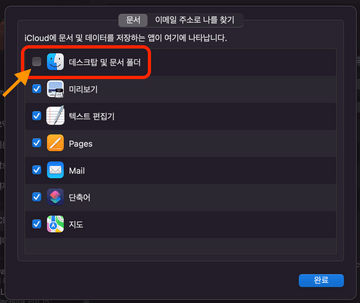 문서
이메일 주소로 나를 찾기
iCloud에 문서 및 데이터를 저장하는 앱이 여기에 나타납니다.
데스크탑 및 문서 폴더
미리보기
텍스트 편집기
Pages
Mail
단축어
지도
완료